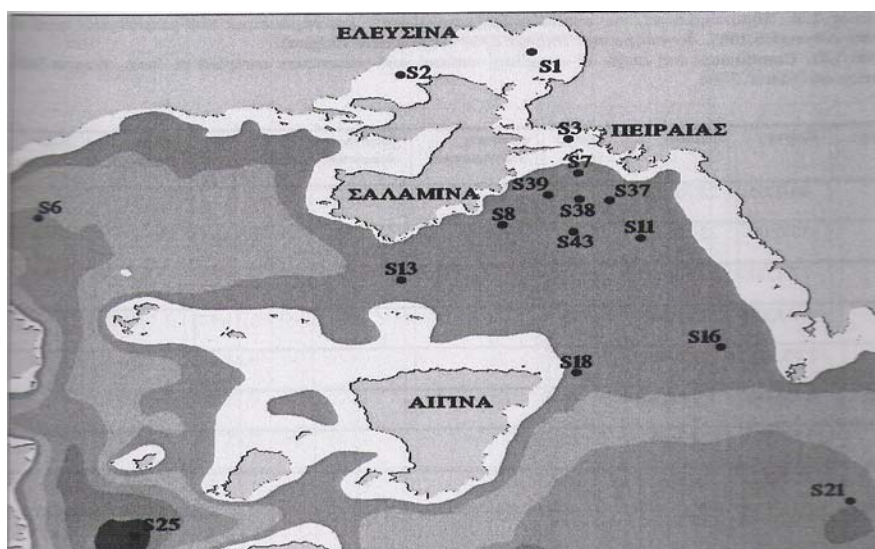 ΕΛΕΥΣΙΝΑ
S1
S2
S3
ΠΕΙΡΑΙΑΣ
S7
S39
S37
ΣΑΛΑΜΙΝΑ
S38
S6
S8
S43
S11
S13
S16
S18
ΑΙΓΙΝΑ
S21
S25